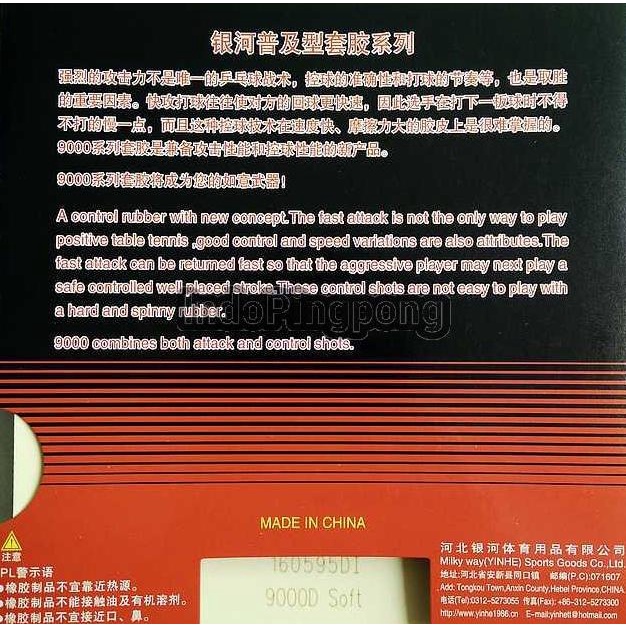 银河普及型套胶系列
强烈的攻击力不是唯一的乒乓球战术，控球的准确性和打球的节奏等，也是取胜
的重要因素。快攻打球往往使对方的回球更快速，因此选手在打下一板球时不得
不打的慢一点，而且这种控球技术在速度快、摩擦力大的胶皮上是很难掌握的。
9000系列套胶是兼备攻击性能和控球性能的新产品。
9000系列套胶将成为您的如意武器！
A control rubber with new concept.The fast attack is not the only way to play
positive table tennis ,good control and speed variations are also attributes.The
fast attack can be returned fast so that the aggressive player may next play a
safe controlled well placed stroke.These control shots are not easy to play with
a hard and spinny rubber.
IndoPingpong
9000 combines both attack and control shots.
MADE IN CHINA
160595D1
9000D Soft
注意
PL警示语
●橡胶制品不宜靠近热源。
●橡胶制品不能接触油及有机溶剂。
●橡胶制品不宜接近口、鼻。
河北银河体育用品有限公司
Milky way(YINHE) Sports Goods Co.,Ltd.
地址:河北省安新县同口镇 邮编(P.C):071607
Add: Tongkou Town,Anxin County,Hebei Province,CHINA.
电话(Tel):0312-5273055 传真(Fax):+86-312-5273300
http://www.yinhe1986.cn E-mail:yinhett@hotmail.com